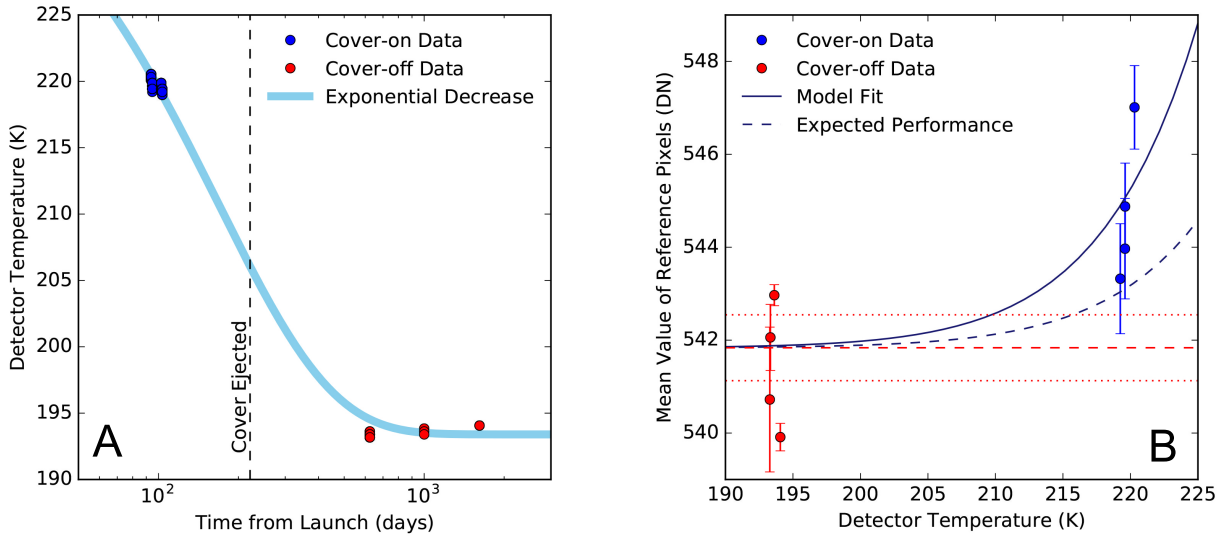 225
220
215
210
205
200
195
190
Detector Temperature (K)
10²
10³
Time from Launch (days)
Cover-on Data
Cover-off Data
Exponential Decrease
Cover Ejected
A
548
546
544
542
540
Mean Value of Reference Pixels (DN)
190
195
200
205
210
215
220
225
Detector Temperature (K)
Cover-on Data
Cover-off Data
Model Fit
Expected Performance
B